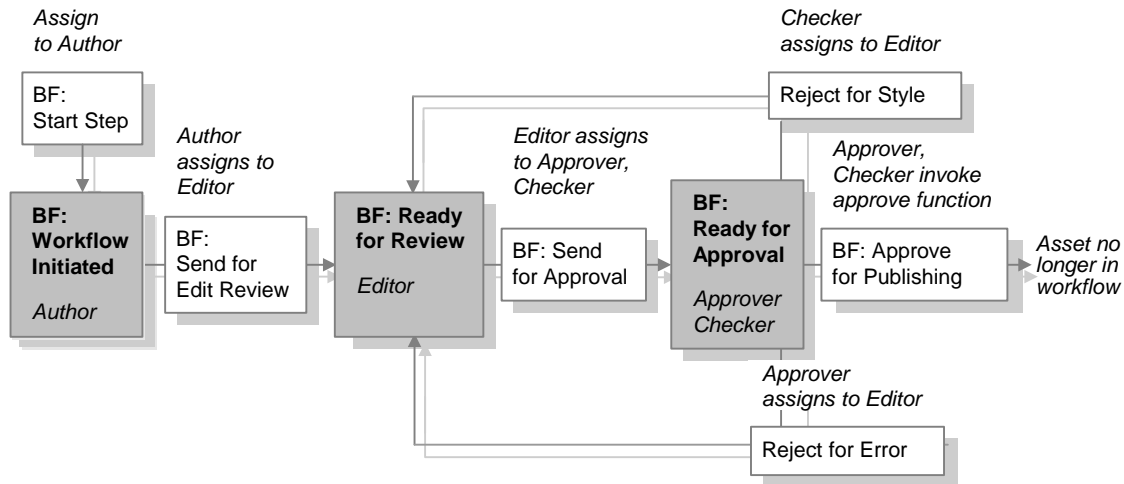 Assign
to Author
Checker
assigns to Editor
BF:
Start Step
Reject for Style
Author
assigns to
Editor
Editor assigns
to Approver,
Checker
Approver,
Checker invoke
approve function
BF:
Workflow
Initiated
Author
BF:
Send for
Edit Review
BF: Ready
for Review
Editor
BF: Send
for Approval
BF:
Ready for
Approval
Approver
Checker
BF: Approve
for Publishing
Asset no
longer in
workflow
Approver
assigns to Editor
Reject for Error